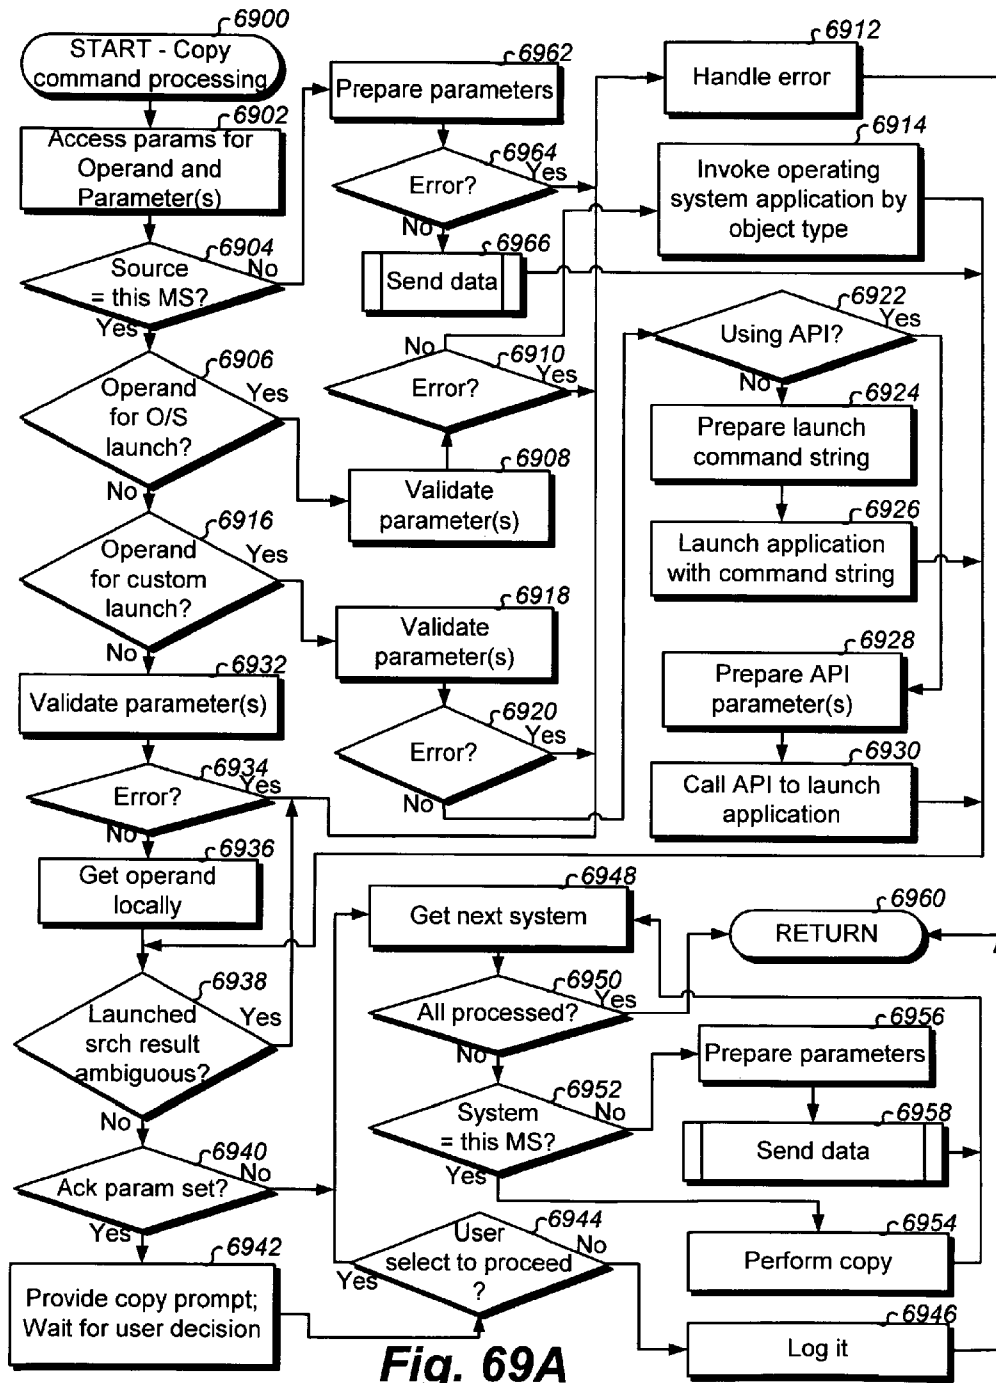 6900
START - Copy
command processing
6902
Access params for
Operand and
Parameter(s)
6904
Source
= this MS?
No
Yes
6906
Operand
for O/S
launch?
Yes
No
6908
Validate
parameter(s)
6910
Error?
No
Yes
6962
Prepare parameters
6964
Error?
Yes
No
6966
Send data
6912
Handle error
6914
Invoke operating
system application by
object type
6916
Operand
for custom
launch?
Yes
No
6918
Validate
parameter(s)
6920
Error?
Yes
No
6922
Using API?
Yes
No
6924
Prepare launch
command string
6926
Launch application
with command string
6928
Prepare API
parameter(s)
6930
Call API to launch
application
6932
Validate parameter(s)
6934
Error?
Yes
No
6936
Get operand
locally
6938
Launched
srch result
ambiguous?
Yes
No
6940
Ack param set?
No
Yes
6942
Provide copy prompt;
Wait for user decision
6944
User
select to proceed
?
No
Yes
6946
Log it
6948
Get next system
6950
All processed?
Yes
No
6952
System
= this MS?
No
Yes
6954
Perform copy
6956
Prepare parameters
6958
Send data
6960
RETURN
Fig. 69A